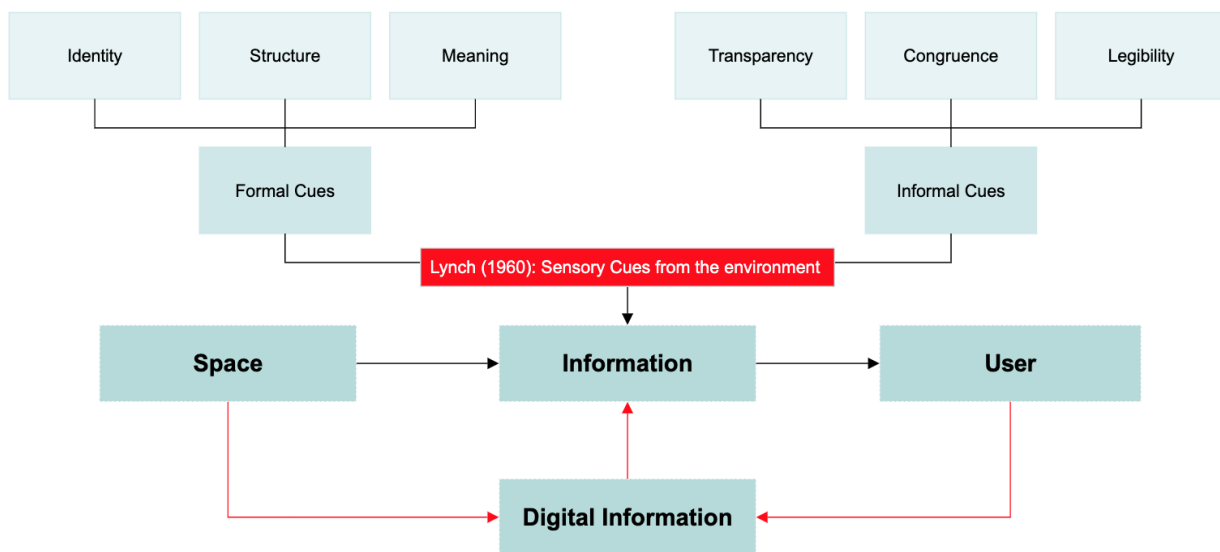 Identity
Structure
Meaning
Transparency
Congruence
Legibility
Formal Cues
Informal Cues
Lynch (1960): Sensory Cues from the environment
Space
Information
User
Digital Information